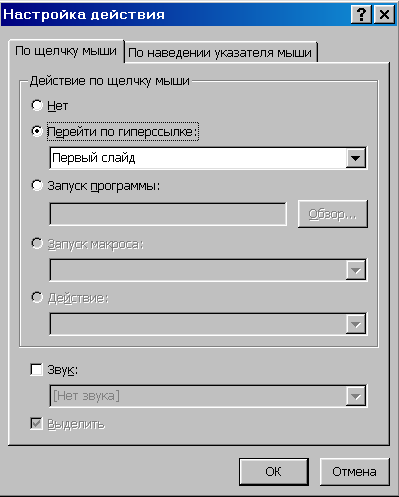 Настройка действия
По щелчку мыши По наведении указателя мыши
Действие по щелчку мыши
Нет
Перейти по гиперссылке:
Первый слайд
Запуск программы:
Обзор...
Запуск макроса:
Действие:
Звук:
[Нет звука]
Выделить
OK Отмена